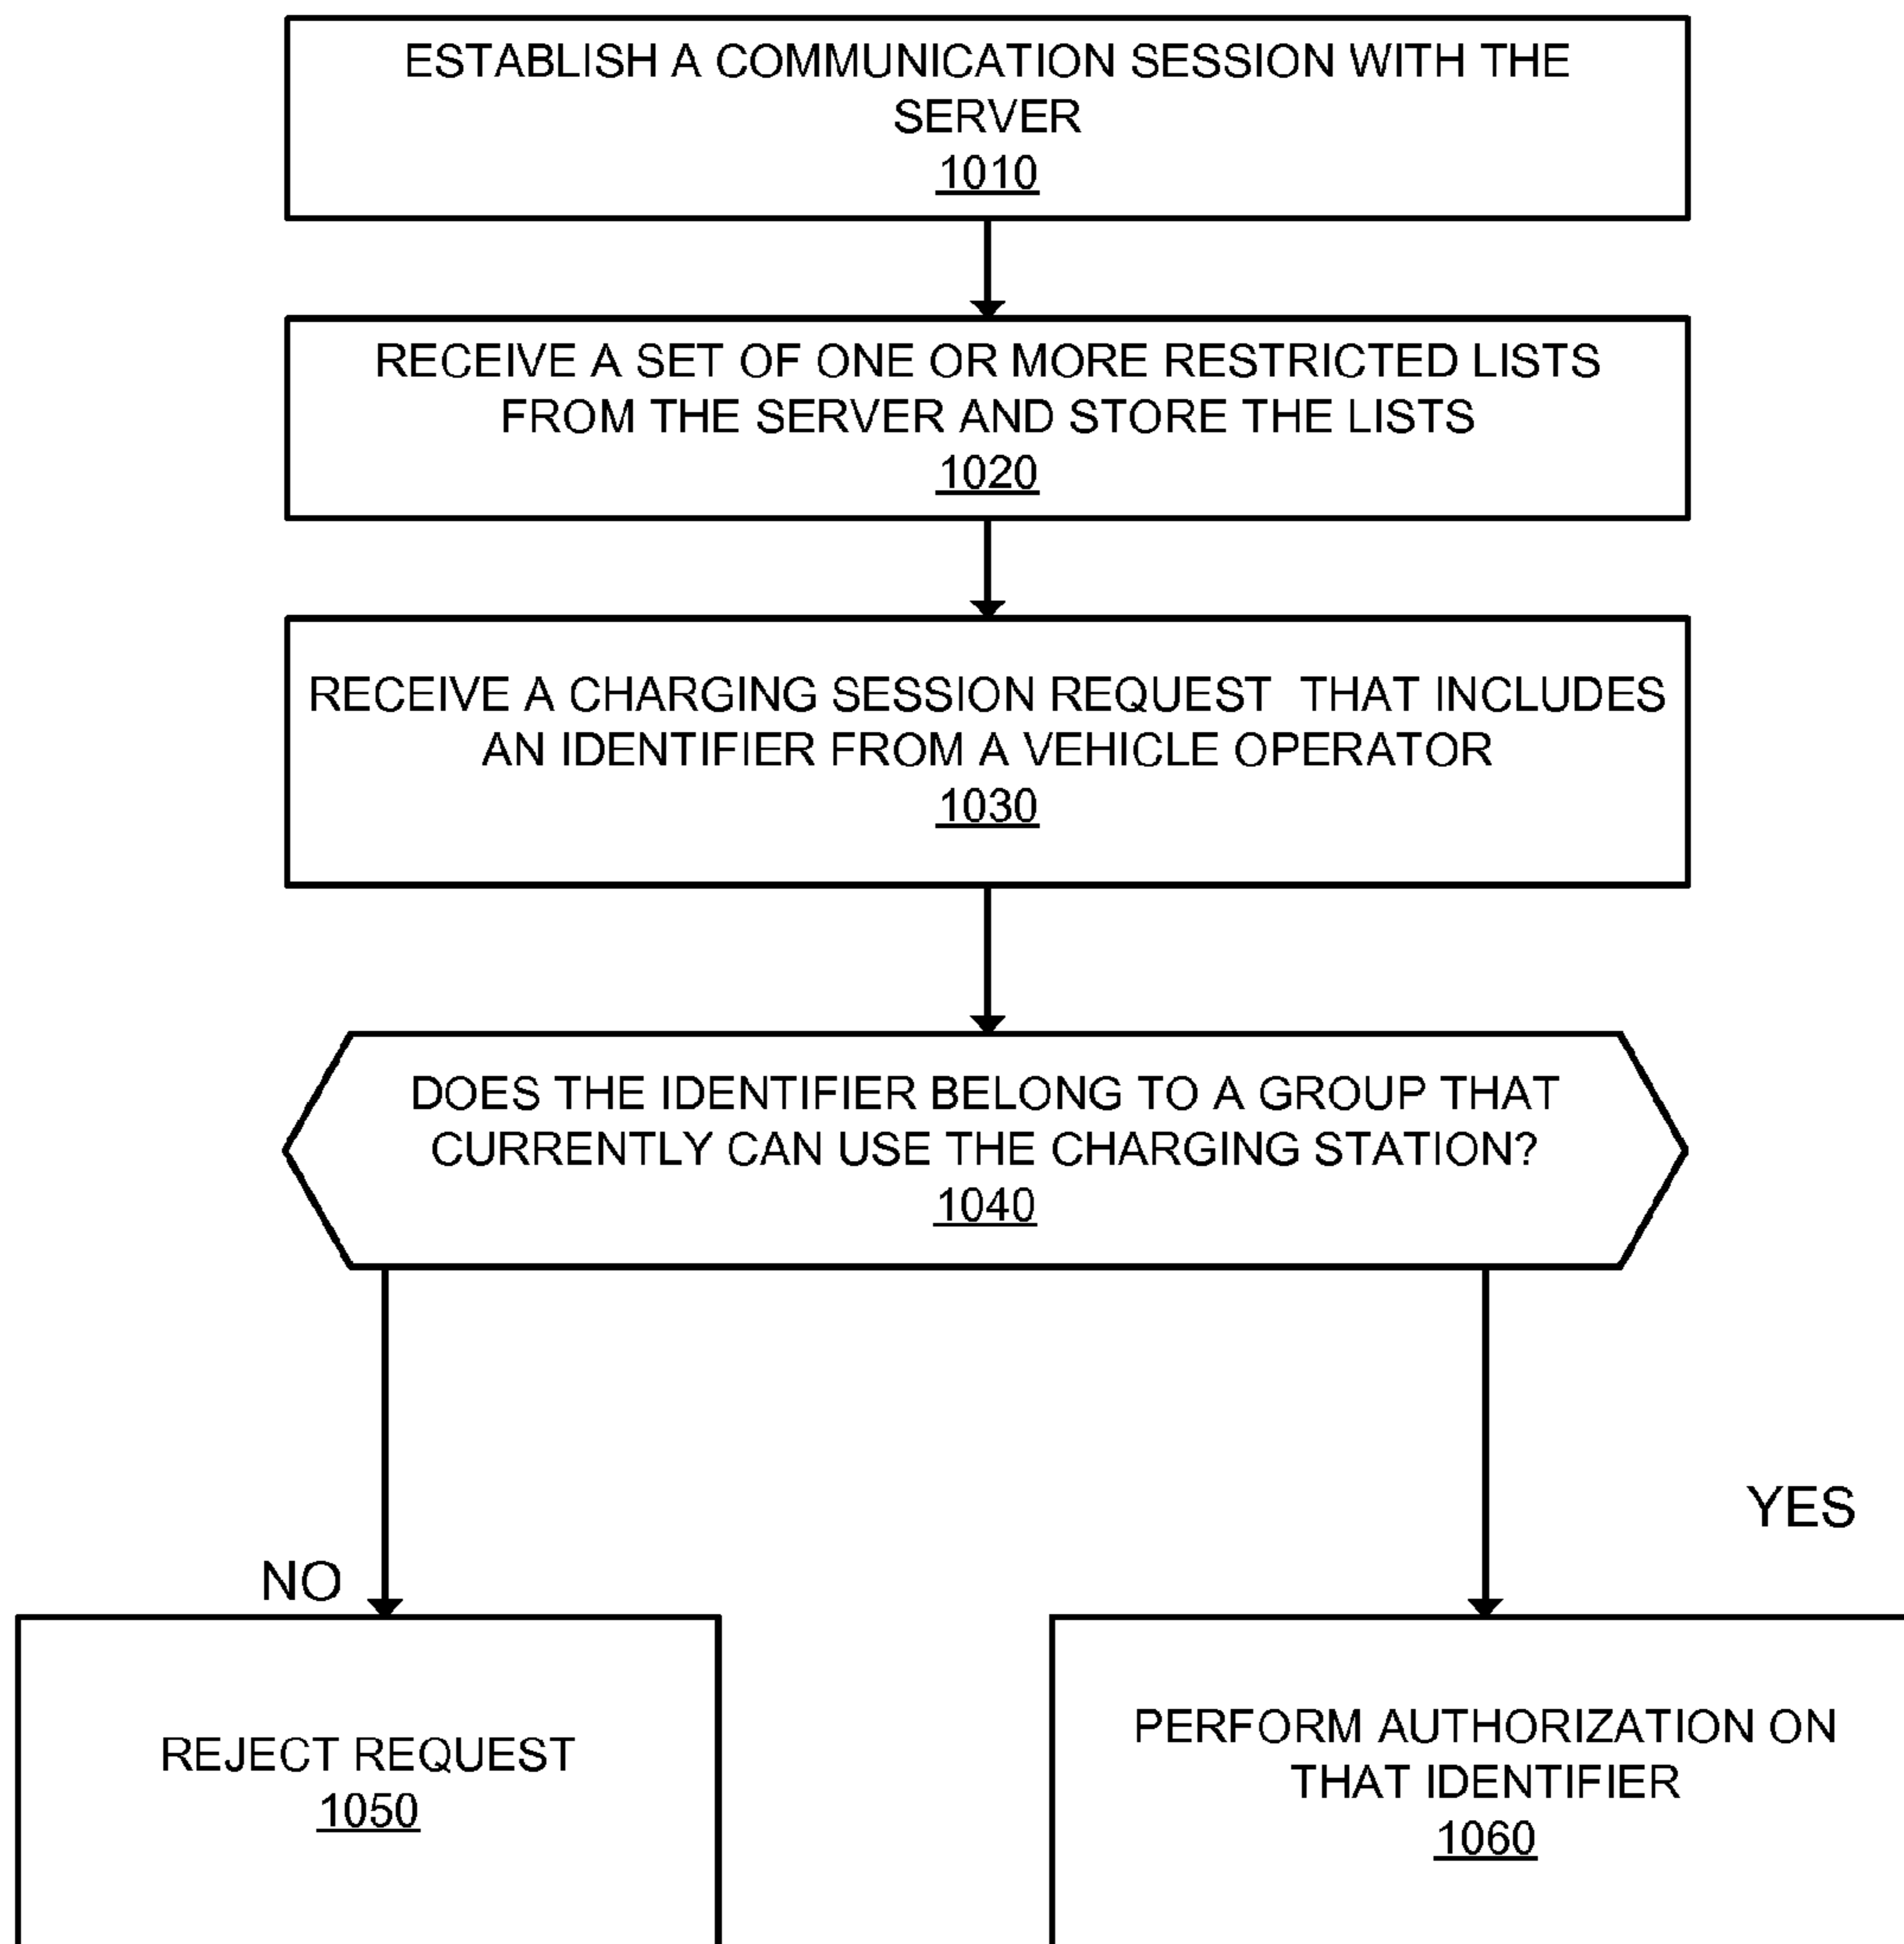 ESTABLISH A COMMUNICATION SESSION WITH THE
SERVER
1010
RECEIVE A SET OF ONE OR MORE RESTRICTED LISTS
FROM THE SERVER AND STORE THE LISTS
1020
RECEIVE A CHARGING SESSION REQUEST THAT INCLUDES
AN IDENTIFIER FROM A VEHICLE OPERATOR
1030
DOES THE IDENTIFIER BELONG TO A GROUP THAT
CURRENTLY CAN USE THE CHARGING STATION?
1040
YES
NO
REJECT REQUEST
1050
PERFORM AUTHORIZATION ON
THAT IDENTIFIER
1060